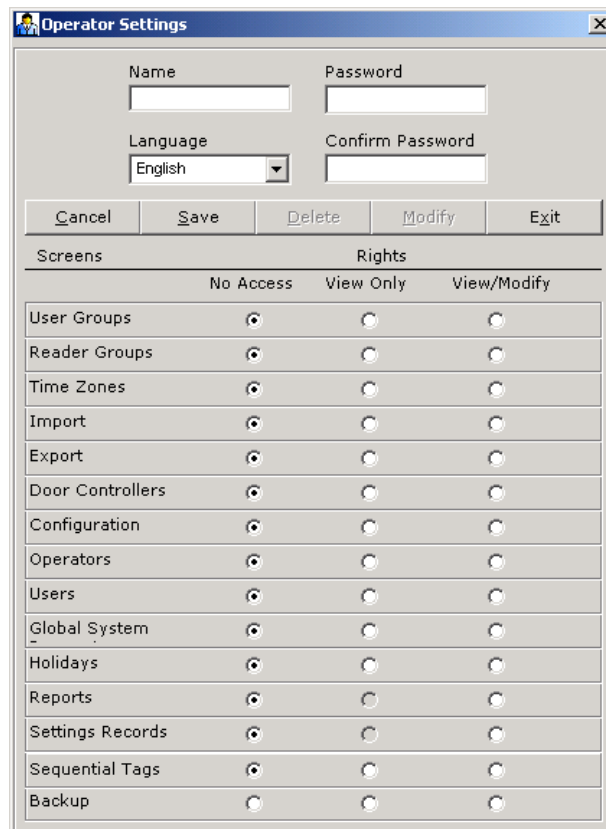 Operator Settings
Name Password
Language Confirm Password
English
Cancel Save Delete Modify Exit
Screens Rights
No Access View Only View/Modify
User Groups
Reader Groups
Time Zones
Import
Export
Door Controllers
Configuration
Operators
Users
Global System
Holidays
Reports
Settings Records
Sequential Tags
Backup